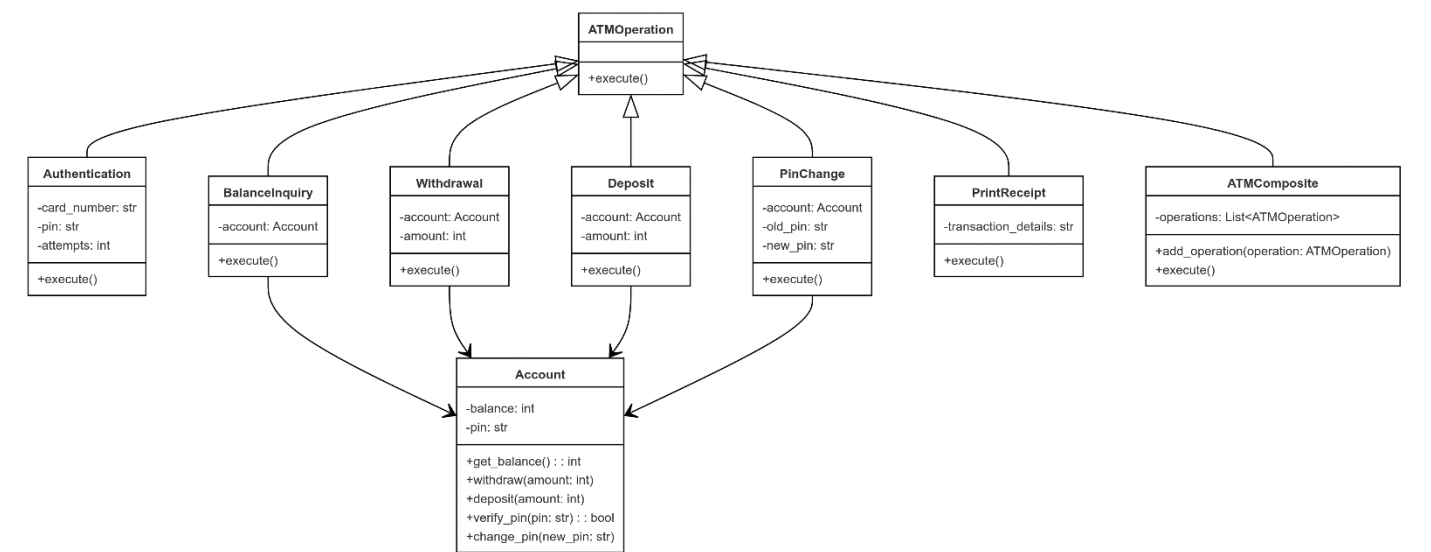 ATMOperation
+execute()
Authentication
-card_number: str
-pin: str
-attempts: int
+execute()
BalanceInquiry
-account: Account
+execute()
Withdrawal
-account: Account
-amount: int
+execute()
Deposit
-account: Account
-amount: int
+execute()
PinChange
-account: Account
-old_pin: str
-new_pin: str
+execute()
PrintReceipt
-transaction_details: str
+execute()
ATMComposite
-operations: List<ATMOperation>
+add_operation(operation: ATMOperation)
+execute()
Account
-balance: int
-pin: str
+get_balance() : : int
+withdraw(amount: int)
+deposit(amount: int)
+verify_pin(pin: str) : : bool
+change_pin(new_pin: str)